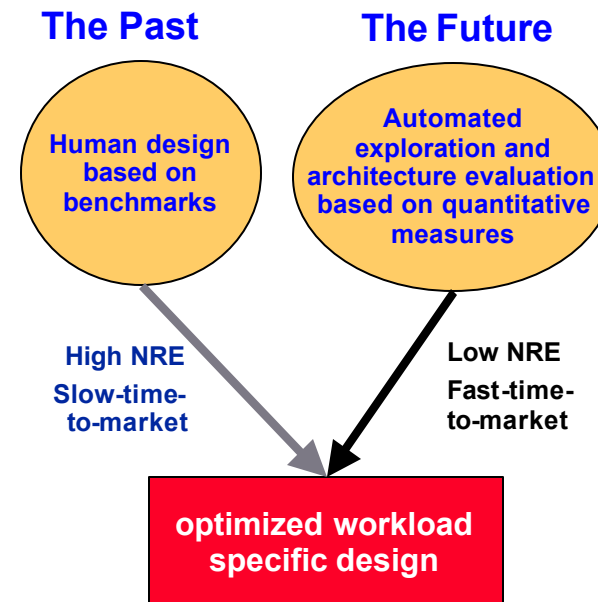 The Past
The Future
Human design
based on
benchmarks
Automated
exploration and
architecture evaluation
based on quantitative
measures
High NRE
Slow-time-
to-market
Low NRE
Fast-time-
to-market
optimized workload
specific design